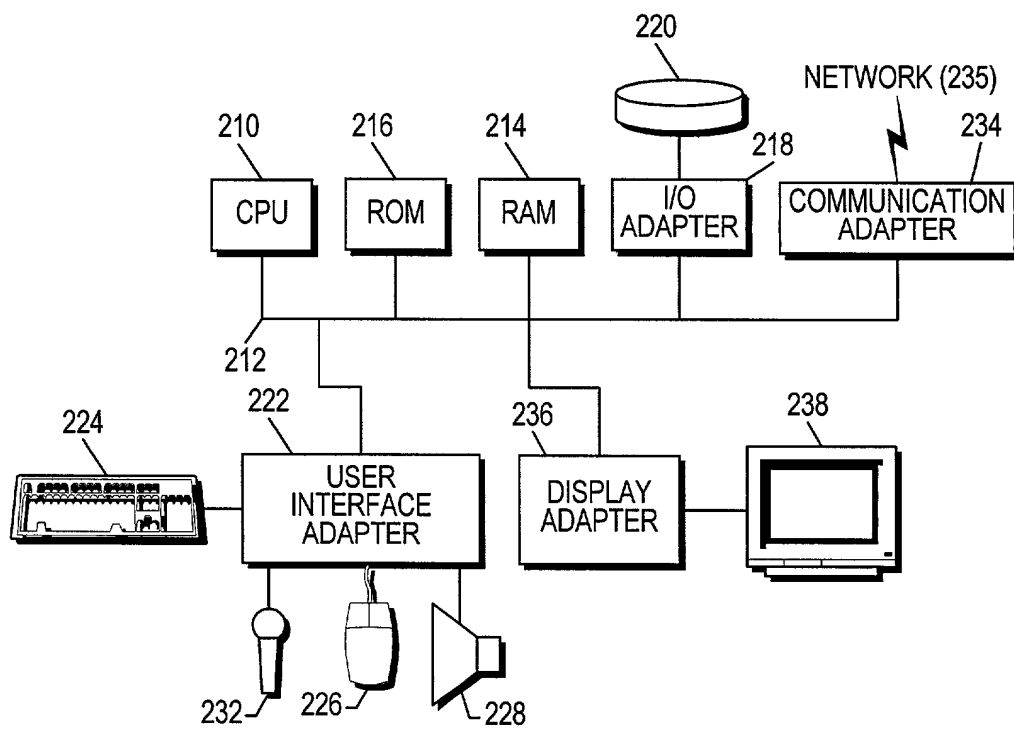 220
NETWORK (235)
210
216
214
218
234
CPU
ROM
RAM
I/O
ADAPTER
COMMUNICATION
ADAPTER
212
224
222
236
238
USER
INTERFACE
ADAPTER
DISPLAY
ADAPTER
232
226
228